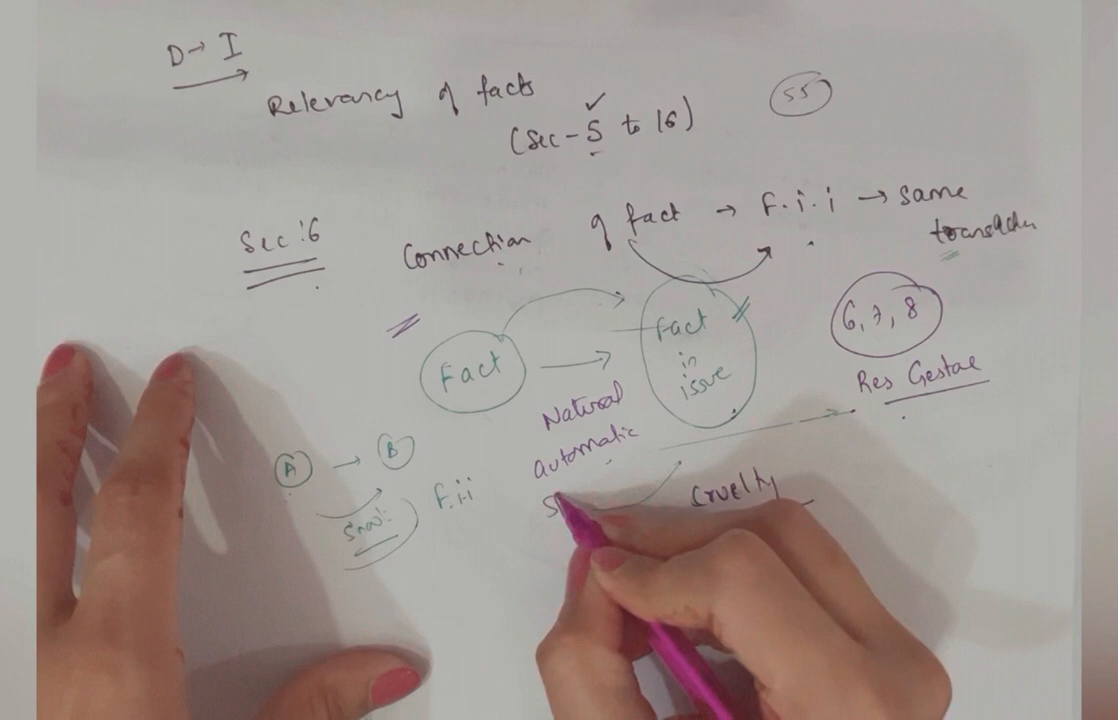 D → I
Relevancy of facts
(Sec - 5 to 16)
55
Sec : 6
Connection of fact → F.i.i → same
transaction
Fact
Fact
in
issue
6, 7, 8
Res Gestae
Natural
automatic
A → B
F.i.i
Shoot
S
Cruelty